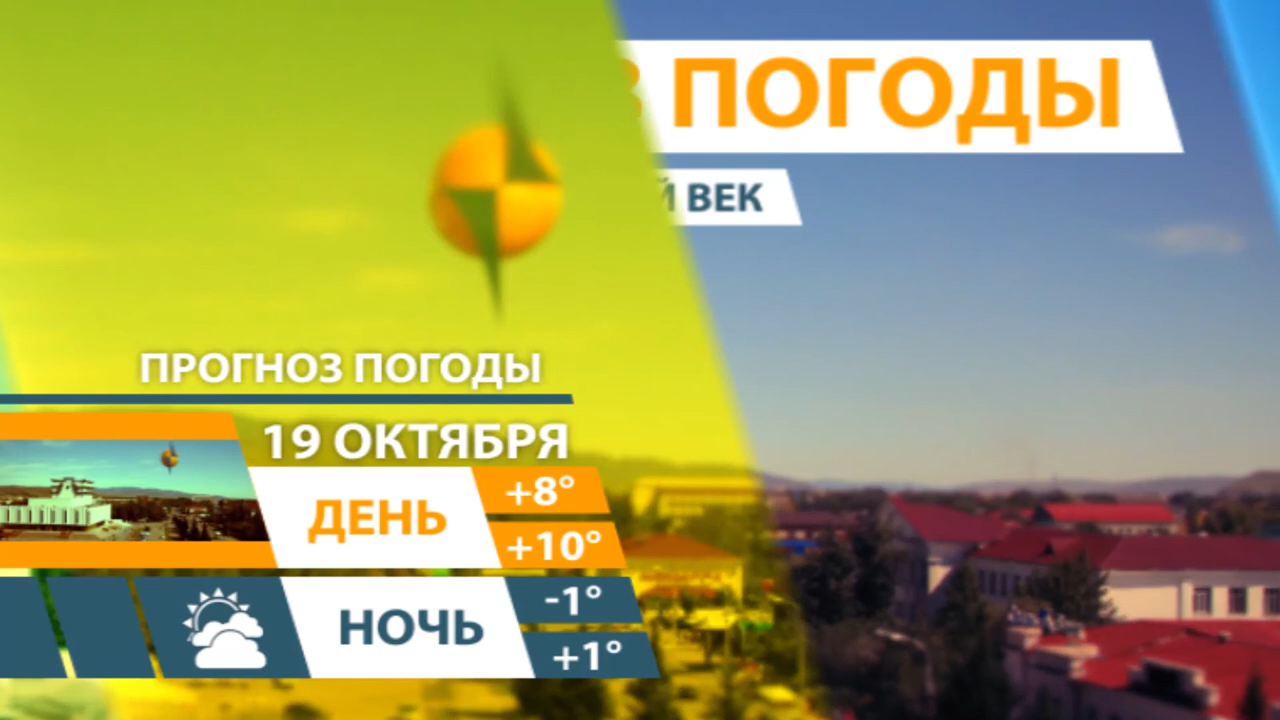 ПОГОДЫ
ВЕК
ПРОГНОЗ ПОГОДЫ
19 ОКТЯБРЯ
ДЕНЬ
+8°
+10°
НОЧЬ
-1°
+1°